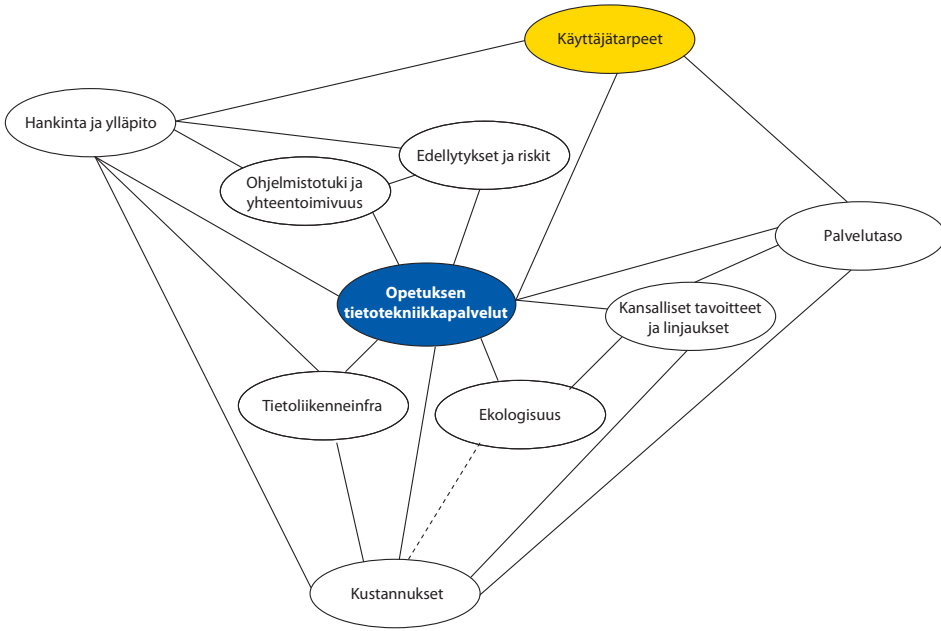 Käyttäjätarpeet
Hankinta ja ylläpito
Edellytykset ja riskit
Ohjelmistotuki ja
yhteentoimivuus
Palvelutaso
Opetuksen
tietotekniikkapalvelut
Kansalliset tavoitteet
ja linjaukset
Tietoliikenneinfra
Ekologisuus
Kustannukset